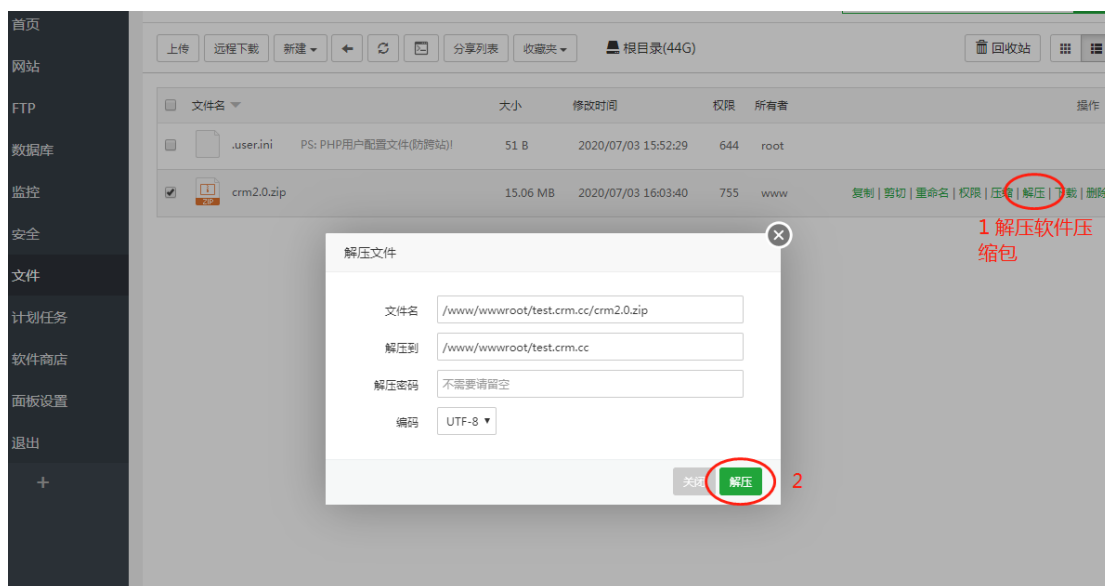 首页
网站
FTP
数据库
监控
安全
文件
计划任务
软件商店
面板设置
退出
+
上传 远程下载 新建 分享列表 收藏夹 根目录(44G) 回收站
文件名 大小 修改时间 权限 所有者 操作
.user.ini PS: PHP用户配置文件(防跨站)! 51 B 2020/07/03 15:52:29 644 root
ZIP crm2.0.zip 15.06 MB 2020/07/03 16:03:40 755 www 复制 | 剪切 | 重命名 | 权限 | 压缩 | 解压 | 下载 | 删除
1 解压软件压
缩包
解压文件
文件名 /www/wwwroot/test.crm.cc/crm2.0.zip
解压到 /www/wwwroot/test.crm.cc
解压密码 不需要请留空
编码 UTF-8
关闭 解压 2